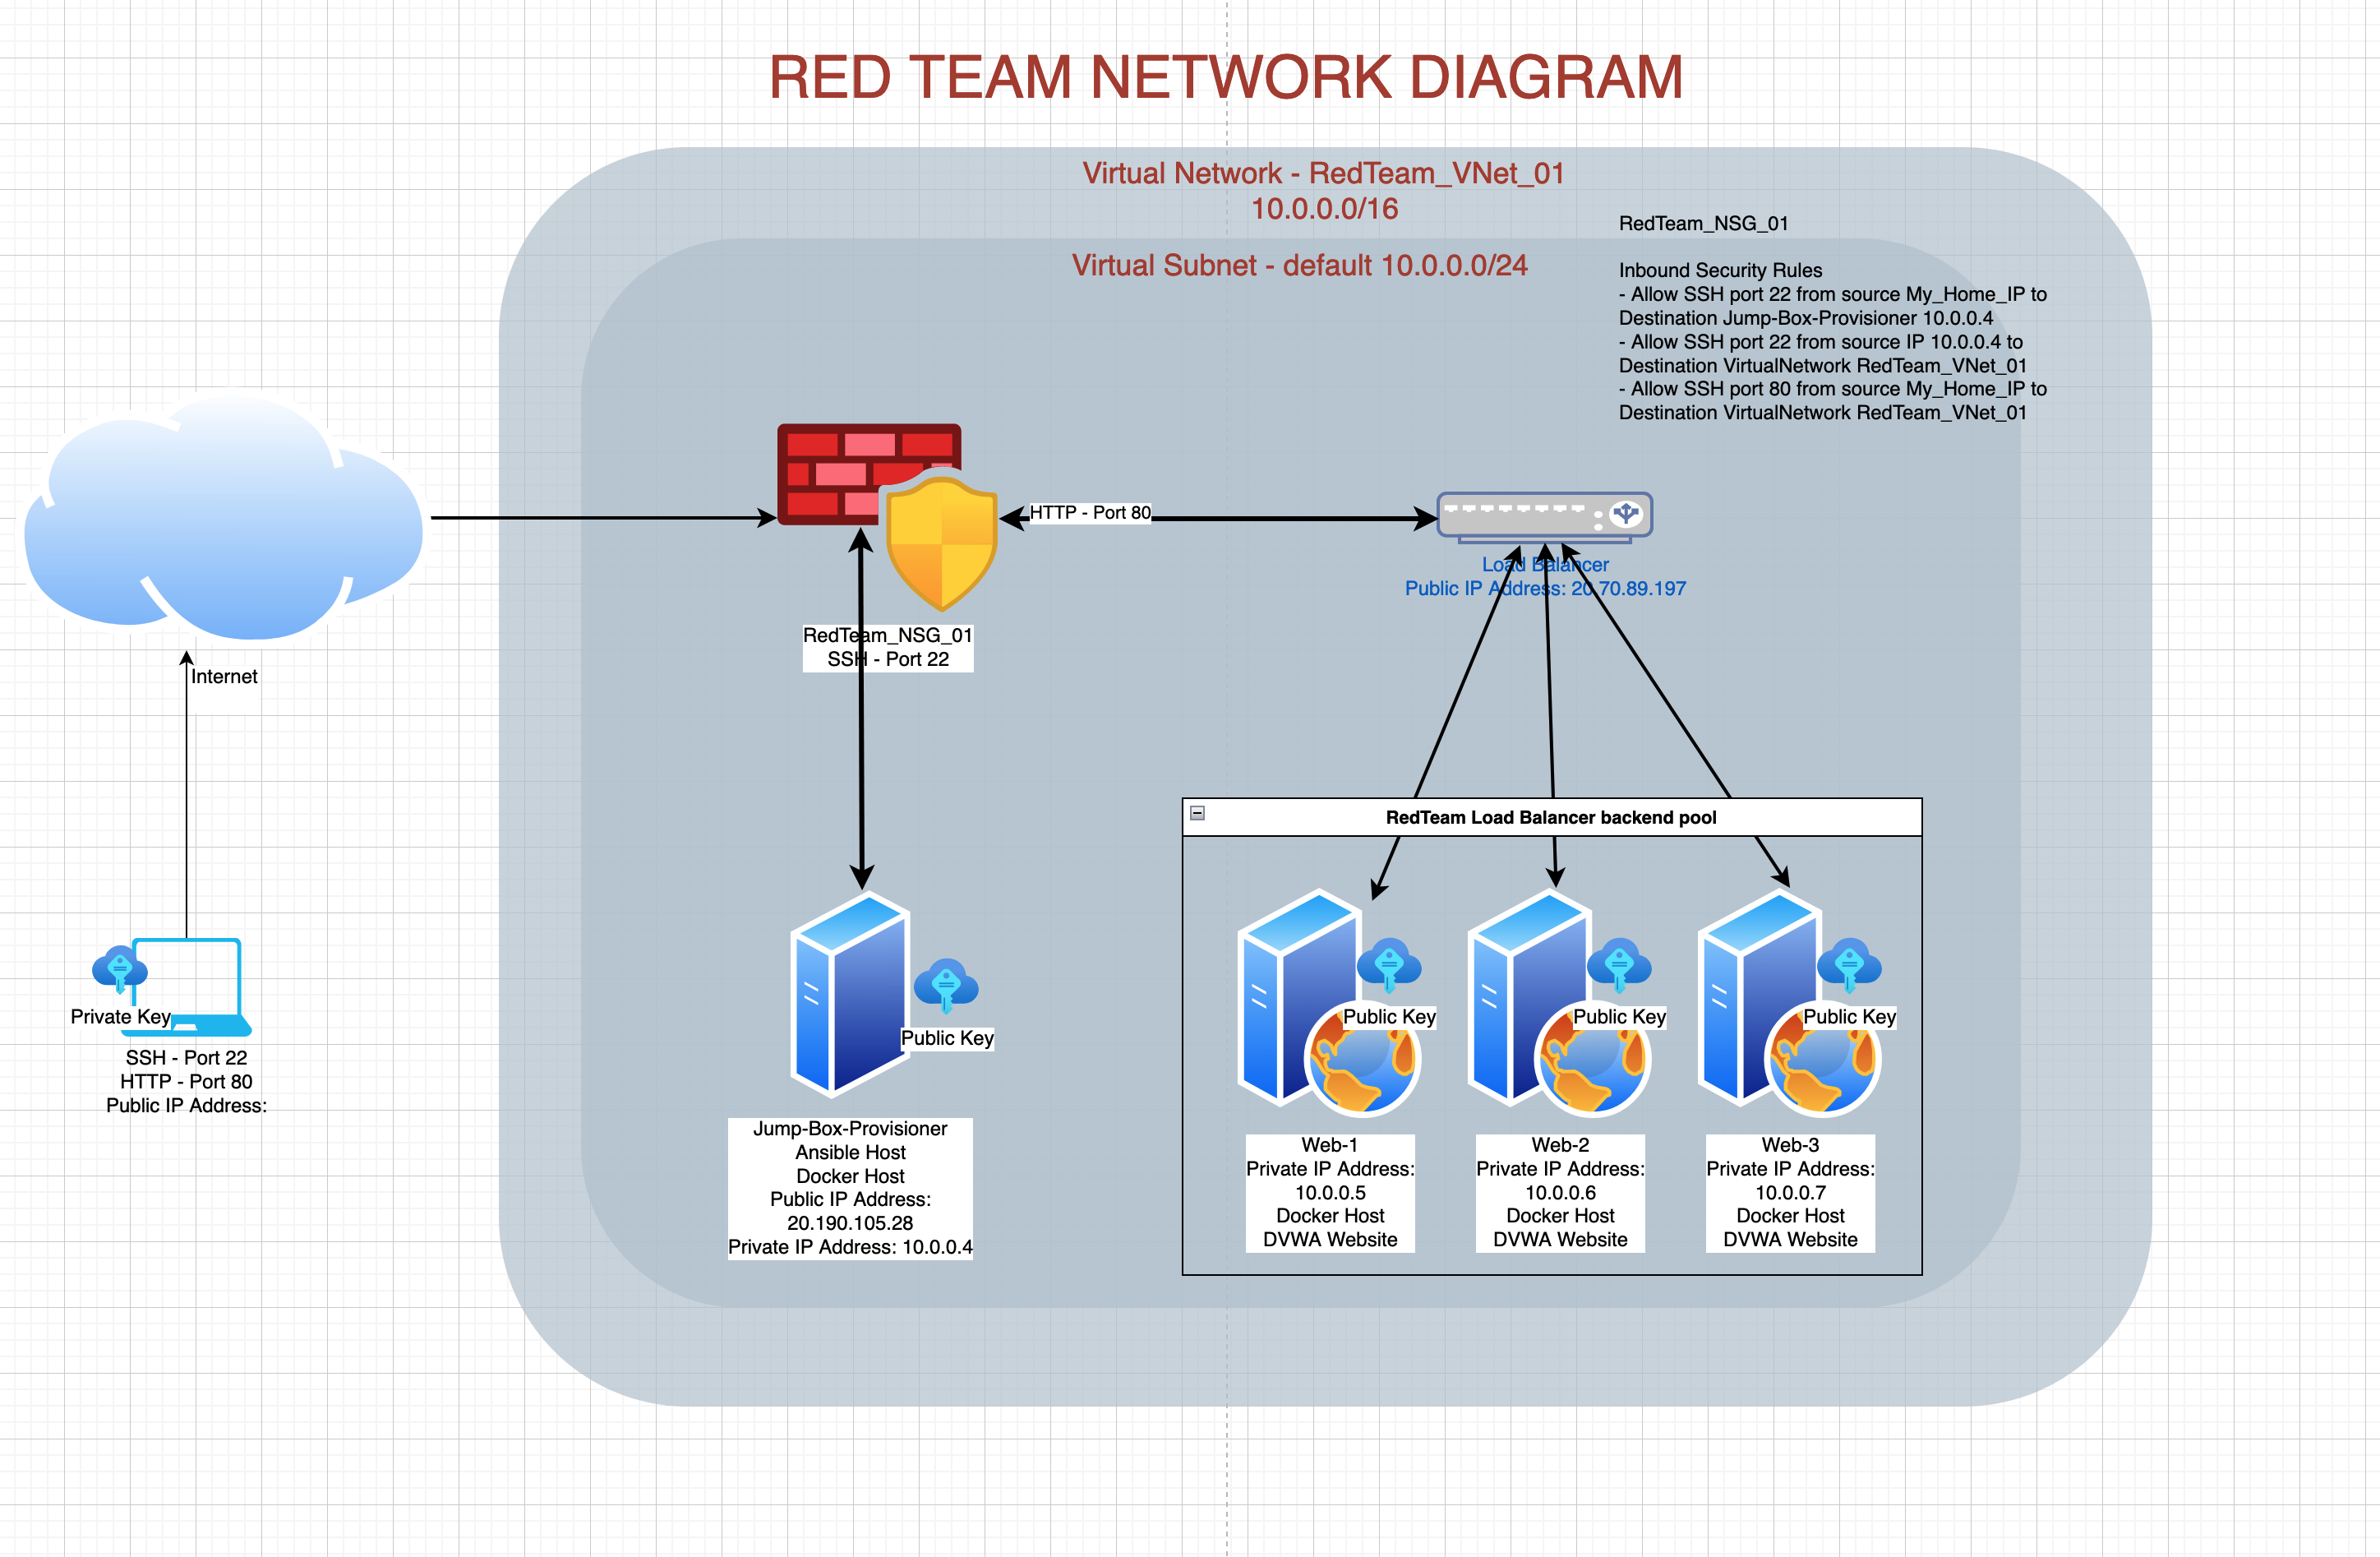 RED TEAM NETWORK DIAGRAM
Virtual Network - RedTeam_VNet_01
10.0.0.0/16
Virtual Subnet - default 10.0.0.0/24
RedTeam_NSG_01
Inbound Security Rules
- Allow SSH port 22 from source My_Home_IP to
Destination Jump-Box-Provisioner 10.0.0.4
- Allow SSH port 22 from source IP 10.0.0.4 to
Destination VirtualNetwork RedTeam_VNet_01
- Allow SSH port 80 from source My_Home_IP to
Destination VirtualNetwork RedTeam_VNet_01
HTTP - Port 80
Load Balancer
Public IP Address: 20.70.89.197
RedTeam_NSG_01
SSH - Port 22
Internet
RedTeam Load Balancer backend pool
Private Key
SSH - Port 22
HTTP - Port 80
Public IP Address:
Public Key
Jump-Box-Provisioner
Ansible Host
Docker Host
Public IP Address:
20.190.105.28
Private IP Address: 10.0.0.4
Public Key
Web-1
Private IP Address:
10.0.0.5
Docker Host
DVWA Website
Public Key
Web-2
Private IP Address:
10.0.0.6
Docker Host
DVWA Website
Public Key
Web-3
Private IP Address:
10.0.0.7
Docker Host
DVWA Website